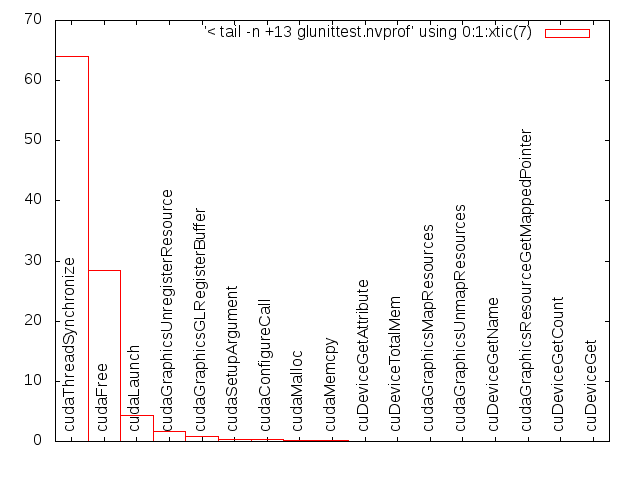 '< tail -n +13 glunittest.nvprof' using 0:1:xtic(7)
70
60
50
40
30
20
10
0
cudaThreadSynchronize
cudaFree
cudaLaunch
cudaGraphicsUnregisterResource
cudaGraphicsGLRegisterBuffer
cudaSetupArgument
cudaConfigureCall
cudaMalloc
cudaMemcpy
cuDeviceGetAttribute
cuDeviceTotalMem
cudaGraphicsMapResources
cudaGraphicsUnmapResources
cuDeviceGetName
cudaGraphicsResourceGetMappedPointer
cuDeviceGetCount
cuDeviceGet